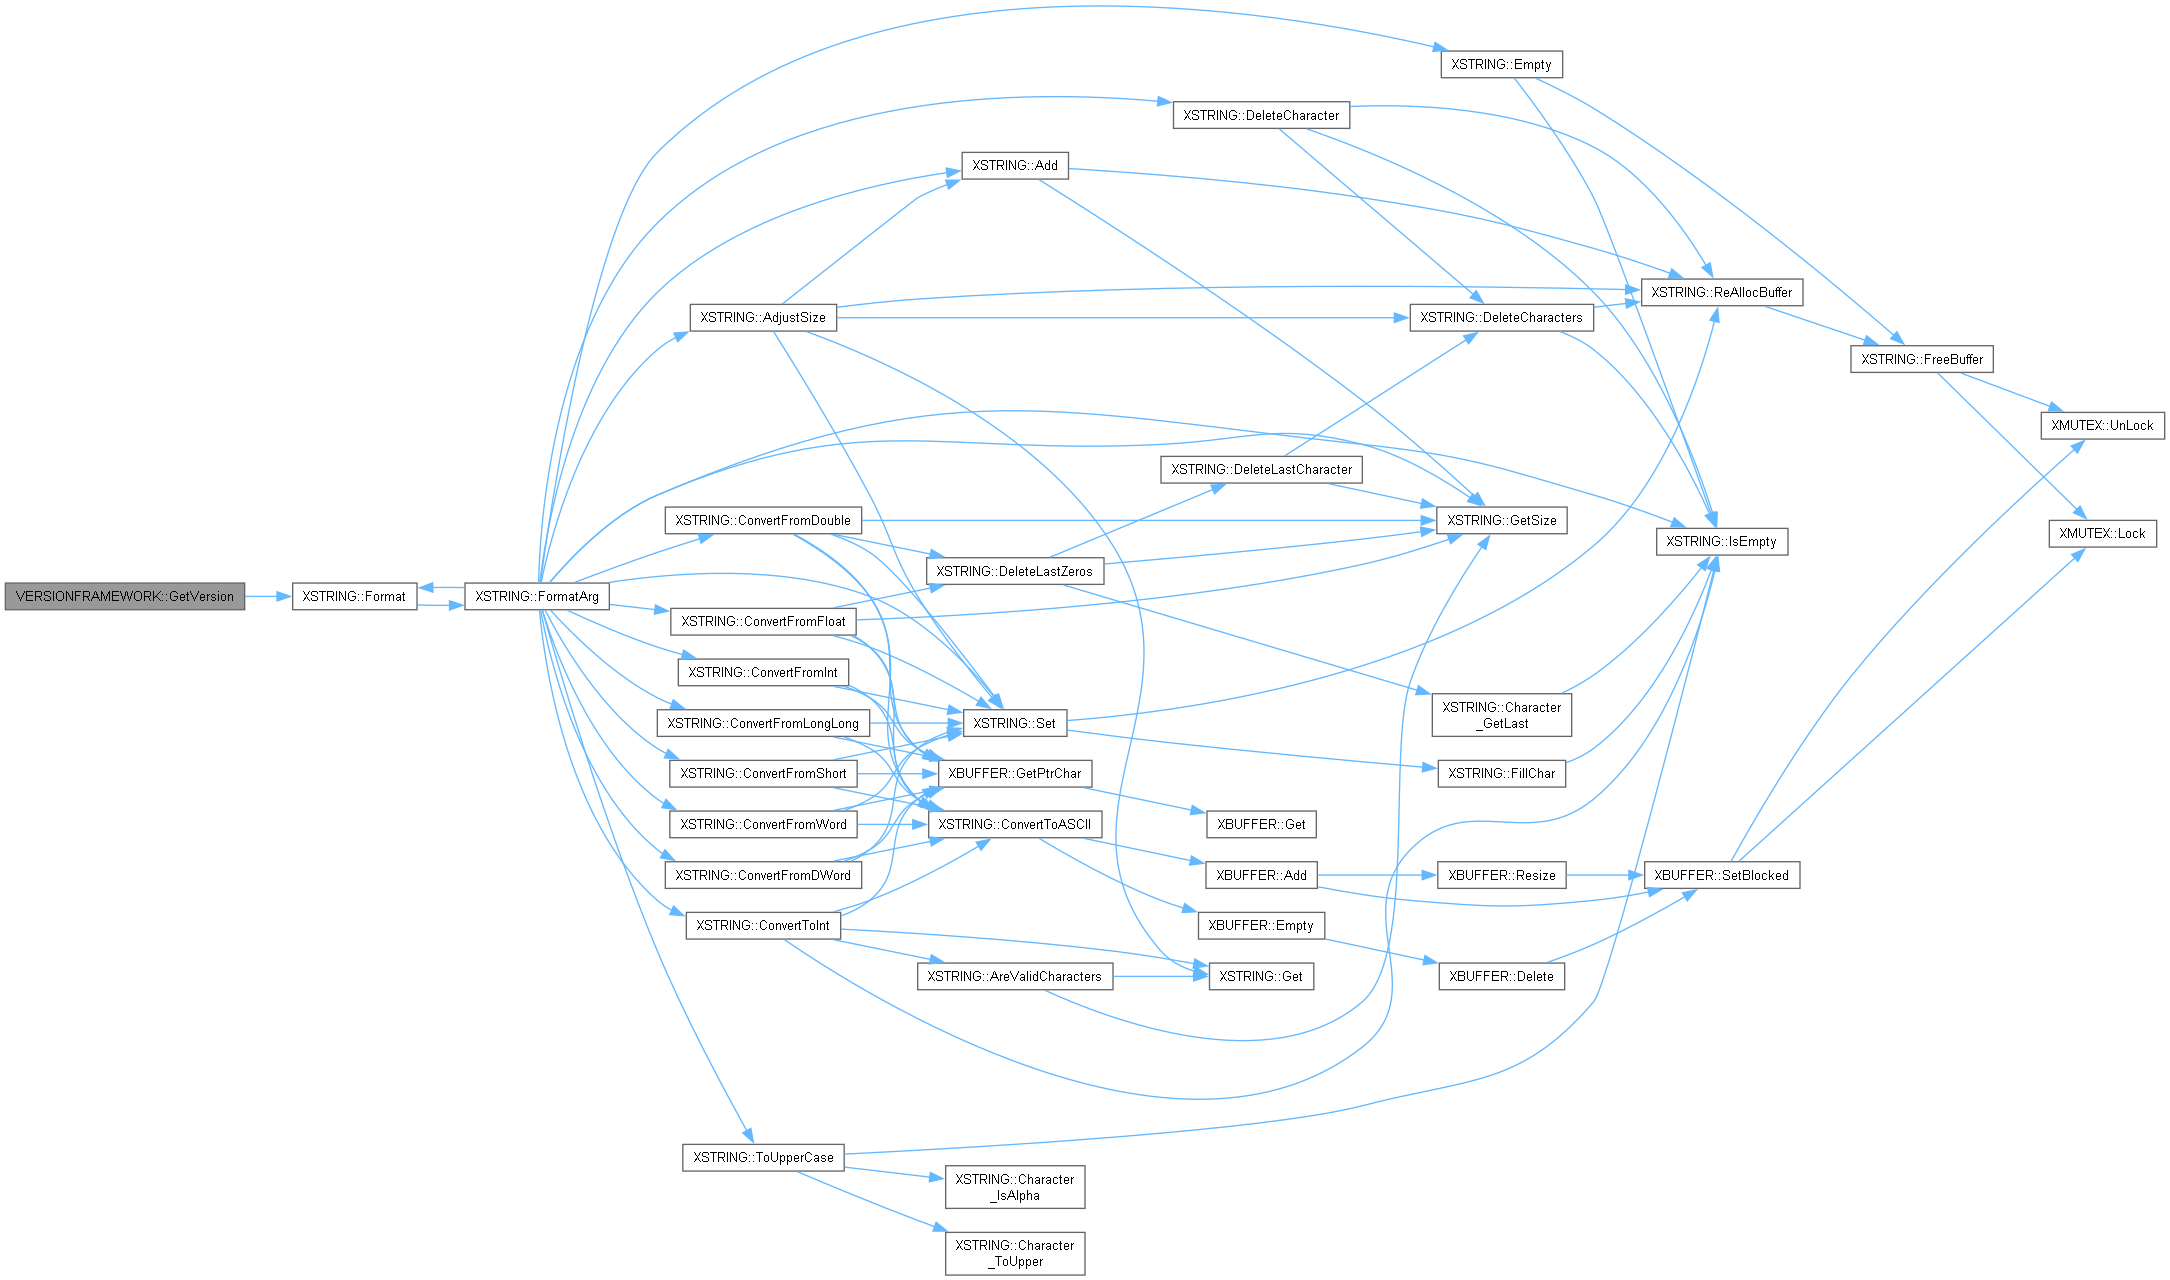 XSTRING::Empty
XSTRING::DeleteCharacter
XSTRING::Add
XSTRING::ReAllocBuffer
XSTRING::AdjustSize
XSTRING::DeleteCharacters
XSTRING::FreeBuffer
XMUTEX::UnLock
XSTRING::DeleteLastCharacter
XSTRING::ConvertFromDouble
XSTRING::GetSize
XMUTEX::Lock
XSTRING::IsEmpty
XSTRING::DeleteLastZeros
VERSIONFRAMEWORK::GetVersion
XSTRING::Format
XSTRING::FormatArg
XSTRING::ConvertFromFloat
XSTRING::ConvertFromInt
XSTRING::Character
_GetLast
XSTRING::ConvertFromLongLong
XSTRING::Set
XSTRING::ConvertFromShort
XBUFFER::GetPtrChar
XSTRING::FillChar
XSTRING::ConvertFromWord
XSTRING::ConvertToASCII
XBUFFER::Get
XSTRING::ConvertFromDWord
XBUFFER::Add
XBUFFER::Resize
XBUFFER::SetBlocked
XSTRING::ConvertToInt
XBUFFER::Empty
XSTRING::AreValidCharacters
XSTRING::Get
XBUFFER::Delete
XSTRING::ToUpperCase
XSTRING::Character
_IsAlpha
XSTRING::Character
_ToUpper